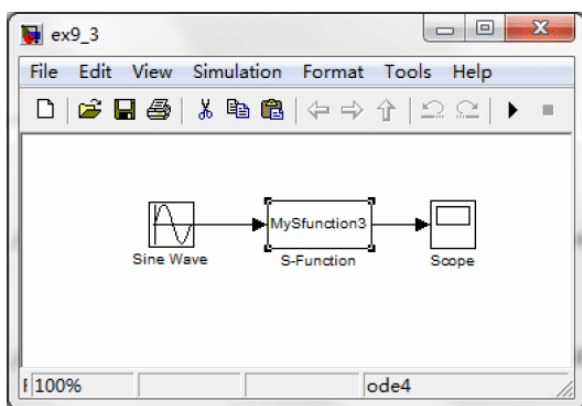 ex9_3
File Edit View Simulation Format Tools Help
MySfunction3
Sine Wave S-Function Scope
100% ode4